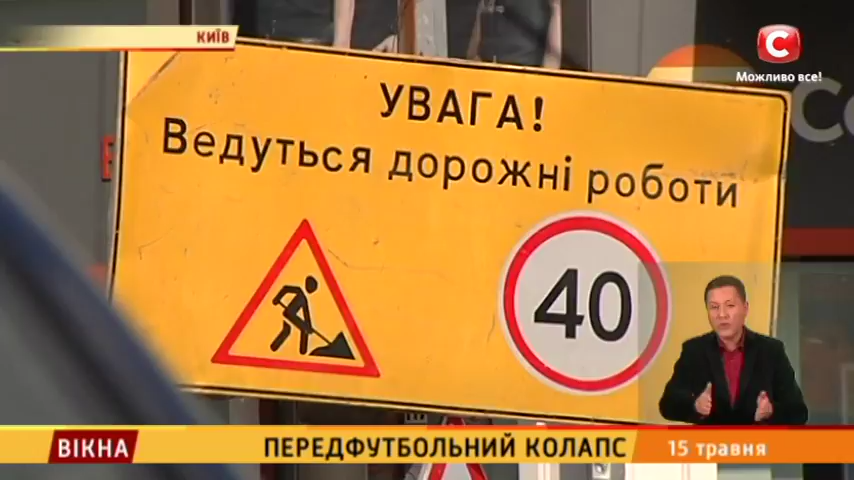 КИЇВ
С
Можливо все!
УВАГА!
Ведуться дорожні роботи
40
ВІКНА
ПЕРЕДФУТБОЛЬНИЙ КОЛАПС
15 травня